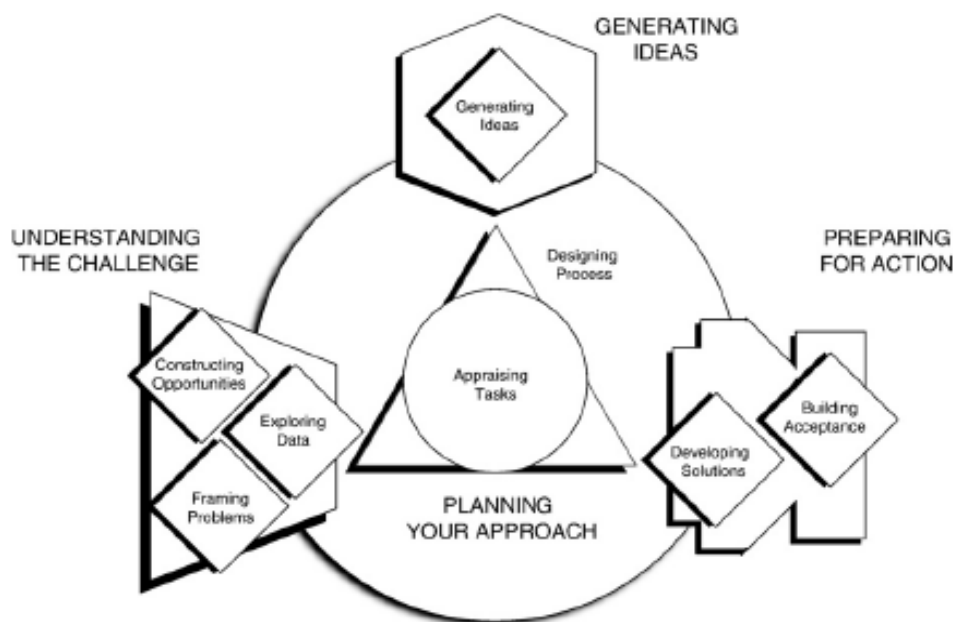 GENERATING
IDEAS
Generating
Ideas
UNDERSTANDING
THE CHALLENGE
PREPARING
FOR ACTION
Designing
Process
Constructing
Opportunities
Appraising
Tasks
Exploring
Data
Building
Acceptance
Developing
Solutions
Framing
Problems
PLANNING
YOUR APPROACH